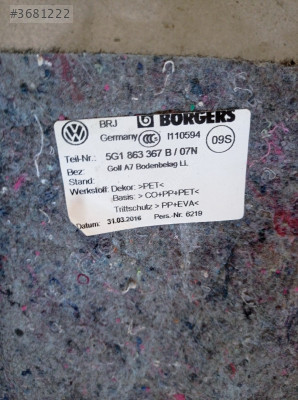 #3681222
BRJ BORGERS
Germany CCC I110594 09S
Teil-Nr.: 5G1 863 367 B / 07N
Bez: Golf A7 Bodenbelag LL
Stand:
Werkstoff: Dekor: >PET<
Basis: >CO+PP+PET<
Trittschutz >PP+EVA<
Datum: 31.03.2016 Pers.-Nr: 6219